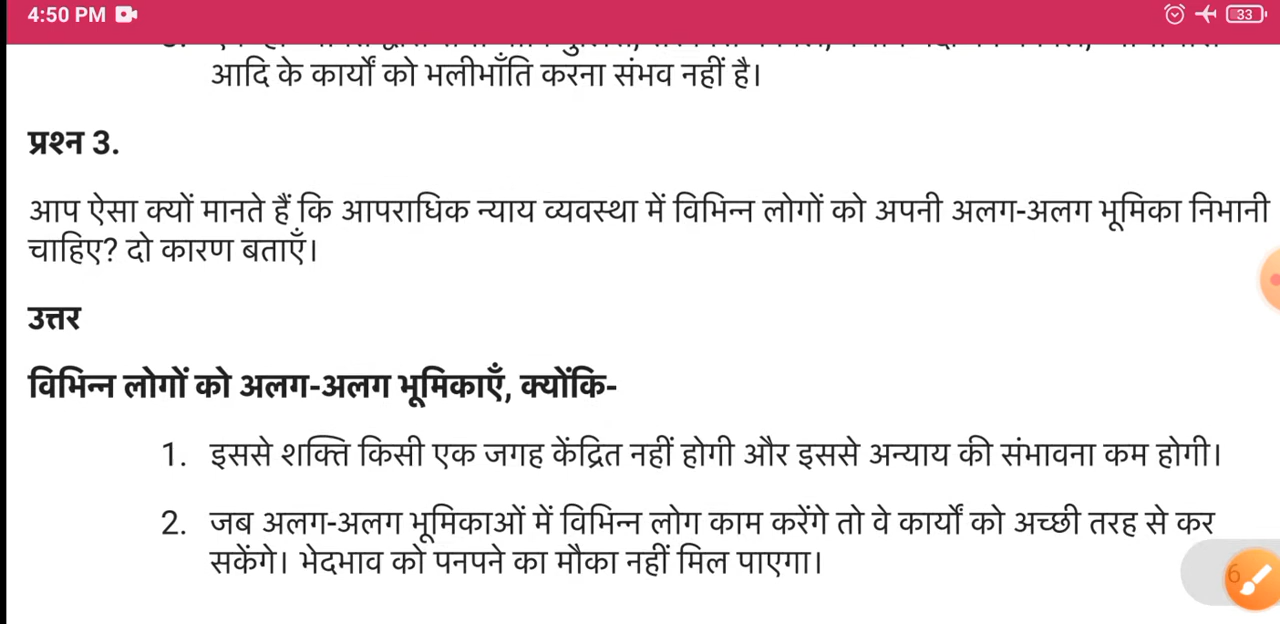 4:50 PM
33
आदि के कार्यों को भलीभाँति करना संभव नहीं है।
प्रश्न 3.
आप ऐसा क्यों मानते हैं कि आपराधिक न्याय व्यवस्था में विभिन्न लोगों को अपनी अलग-अलग भूमिका निभानी
चाहिए? दो कारण बताएँ।
उत्तर
विभिन्न लोगों को अलग-अलग भूमिकाएँ, क्योंकि-
1. इससे शक्ति किसी एक जगह केंद्रित नहीं होगी और इससे अन्याय की संभावना कम होगी।
2. जब अलग-अलग भूमिकाओं में विभिन्न लोग काम करेंगे तो वे कार्यों को अच्छी तरह से कर
सकेंगे। भेदभाव को पनपने का मौका नहीं मिल पाएगा।
6